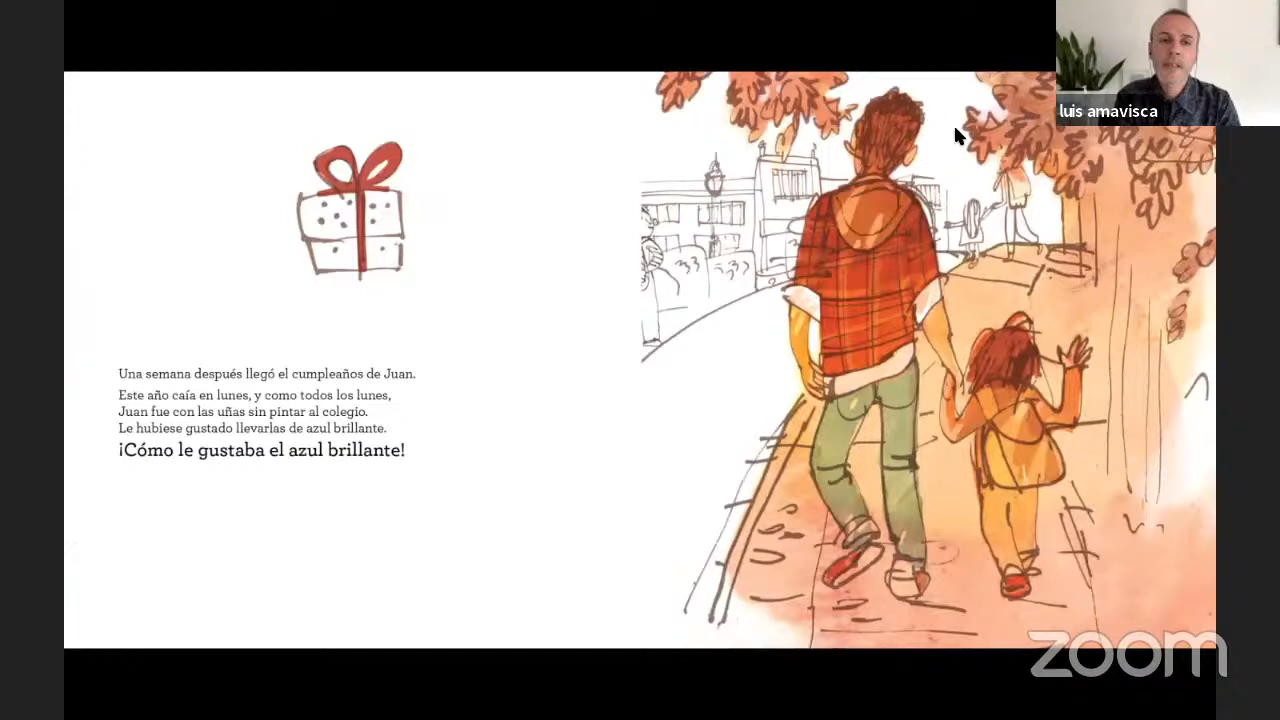 luis amavisca
Una semana después llegó el cumpleaños de Juan.
Este año caía en lunes, y como todos los lunes,
Juan fue con las uñas sin pintar al colegio.
Le hubiese gustado llevarlas de azul brillante.
¡Cómo le gustaba el azul brillante!
zoom